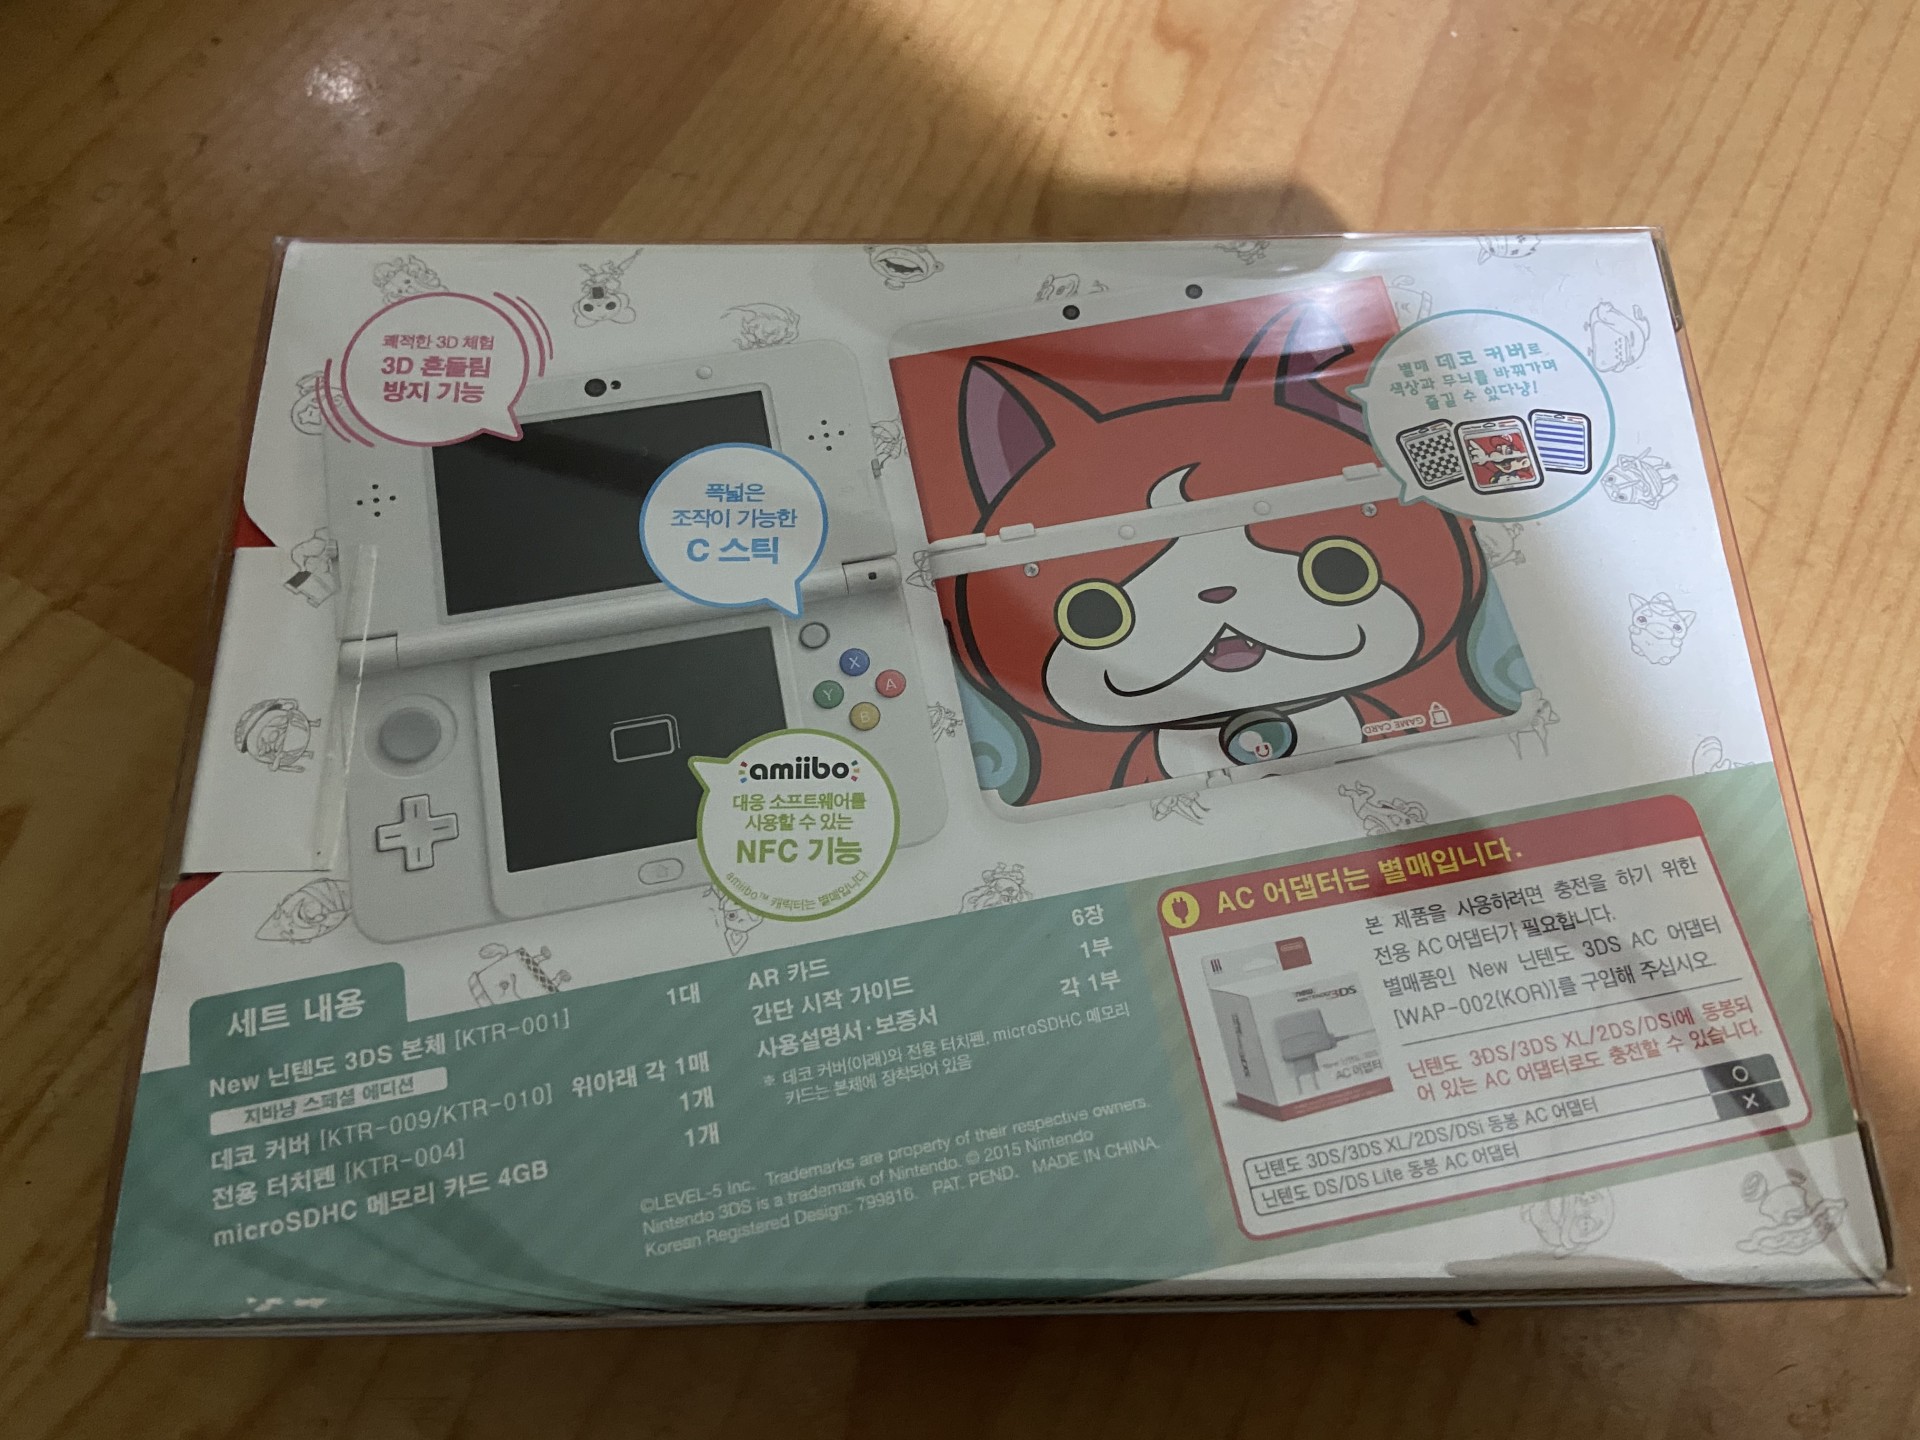 쾌적한 3D 체험
3D 흔들림
방지 기능
폭넓은
조작이 가능한
C 스틱
X
Y
A
B
amiibo
대응 소프트웨어를
사용할 수 있는
NFC 기능
amiibo™ 캐릭터는 별매입니다.
별매 데코 커버로
색상과 무늬를 바꿔가며
즐길 수 있다냥!
GAME CARD
세트 내용
New 닌텐도 3DS 본체 [KTR-001] 1대
지바냥 스페셜 에디션
데코 커버 [KTR-009/KTR-010] 위아래 각 1매
전용 터치펜 [KTR-004] 1개
microSDHC 메모리 카드 4GB 1개
AR 카드 6장
간단 시작 가이드 1부
사용설명서·보증서 각 1부
※ 데코 커버(아래)와 전용 터치펜, microSDHC 메모리
카드는 본체에 장착되어 있음
©LEVEL-5 Inc. Trademarks are property of their respective owners.
Nintendo 3DS is a trademark of Nintendo. © 2015 Nintendo
Korean Registered Design: 799816. PAT. PEND. MADE IN CHINA.
AC 어댑터는 별매입니다.
본 제품을 사용하려면 충전을 하기 위한
전용 AC 어댑터가 필요합니다.
별매품인 New 닌텐도 3DS AC 어댑터
[WAP-002(KOR)]를 구입해 주십시오.
닌텐도 3DS/3DS XL/2DS/DSi에 동봉되
어 있는 AC 어댑터로도 충전할 수 있습니다.
new
NINTENDO3DS
AC 어댑터
닌텐도 3DS/3DS XL/2DS/DSi 동봉 AC 어댑터 O
닌텐도 DS/DS Lite 동봉 AC 어댑터 X